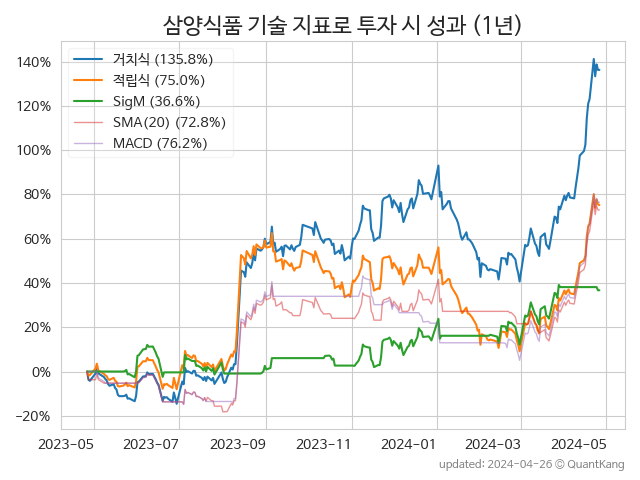 삼양식품 기술 지표로 투자 시 성과 (1년)
140%
120%
100%
80%
60%
40%
20%
0%
−20%
거치식 (135.8%)
적립식 (75.0%)
SigM (36.6%)
SMA(20) (72.8%)
MACD (76.2%)
2023-05 2023-07 2023-09 2023-11 2024-01 2024-03 2024-05
updated: 2024-04-26 © QuantKang